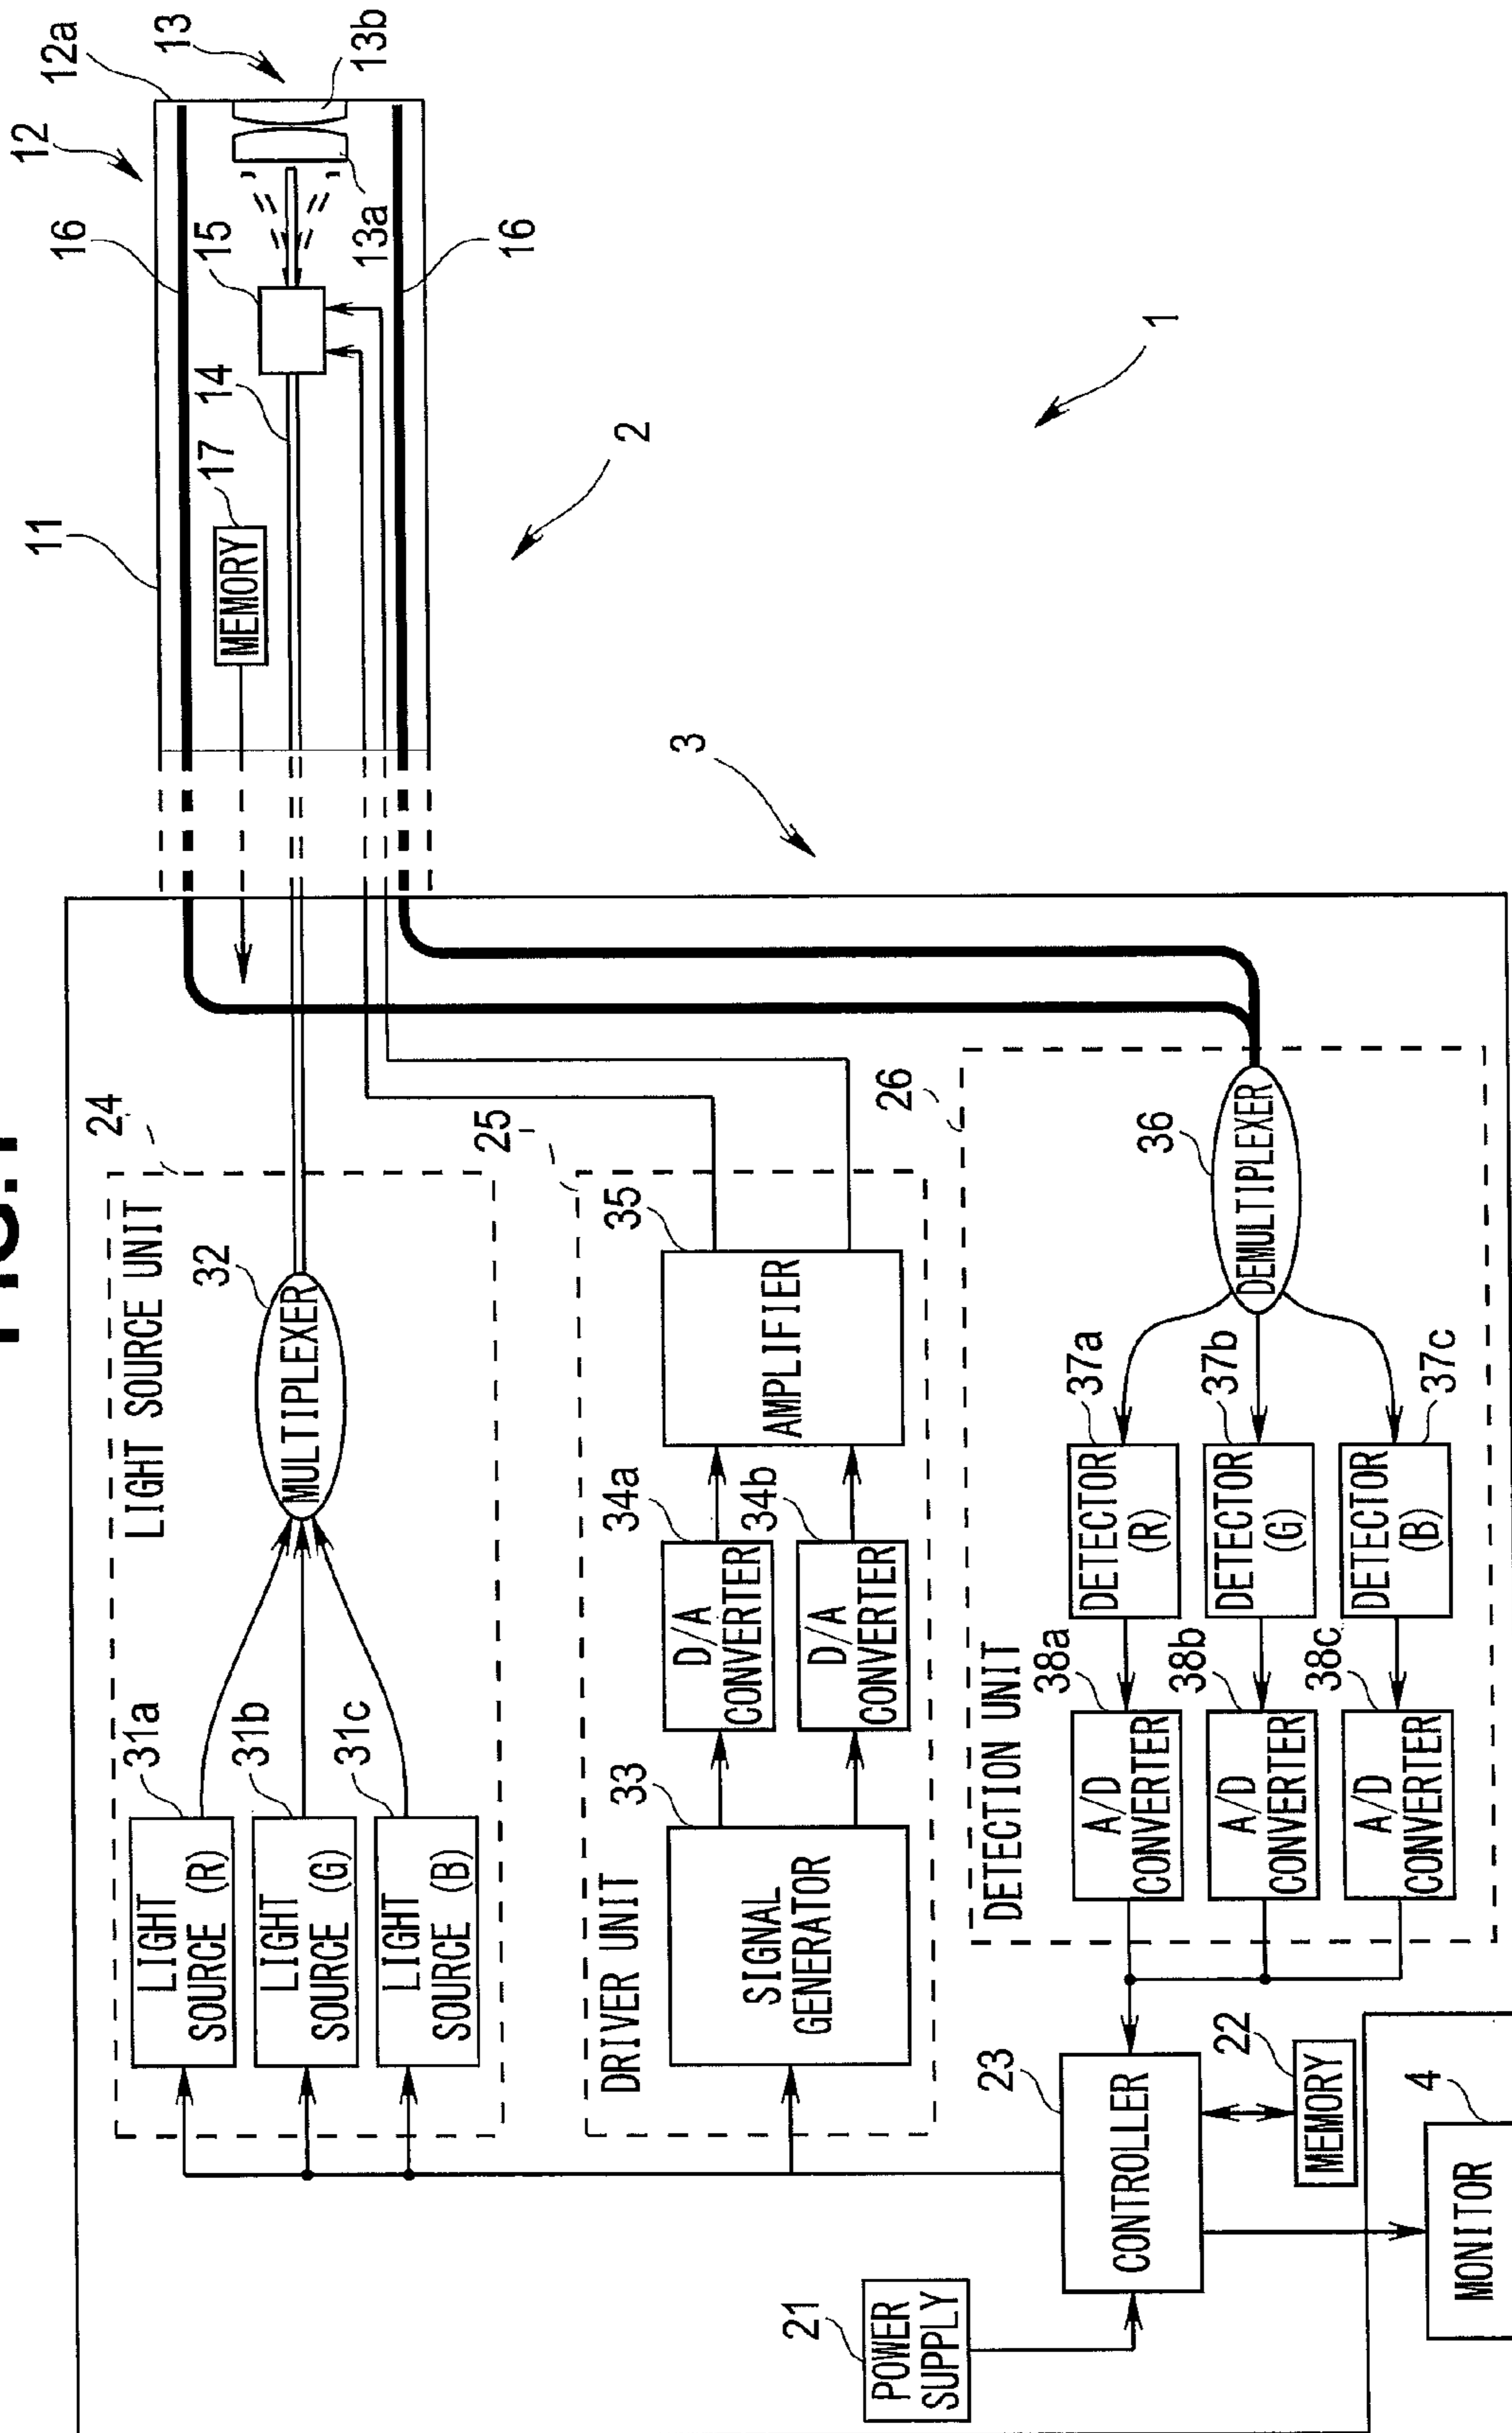 FIG.1
12
12a
13
13b
16
15
13a
16
11
17
14
MEMORY
2
1
3
24
LIGHT SOURCE UNIT
31a
LIGHT
SOURCE (R)
31b
LIGHT
SOURCE (G)
31c
LIGHT
SOURCE (B)
32
MULTIPLEXER
25
DRIVER UNIT
33
SIGNAL
GENERATOR
34a
D/A
CONVERTER
34b
D/A
CONVERTER
35
AMPLIFIER
26
DETECTION UNIT
36
DEMULTIPLEXER
37a
DETECTOR
(R)
37b
DETECTOR
(G)
37c
DETECTOR
(B)
38a
A/D
CONVERTER
38b
A/D
CONVERTER
38c
A/D
CONVERTER
23
CONTROLLER
22
MEMORY
21
POWER
SUPPLY
4
MONITOR